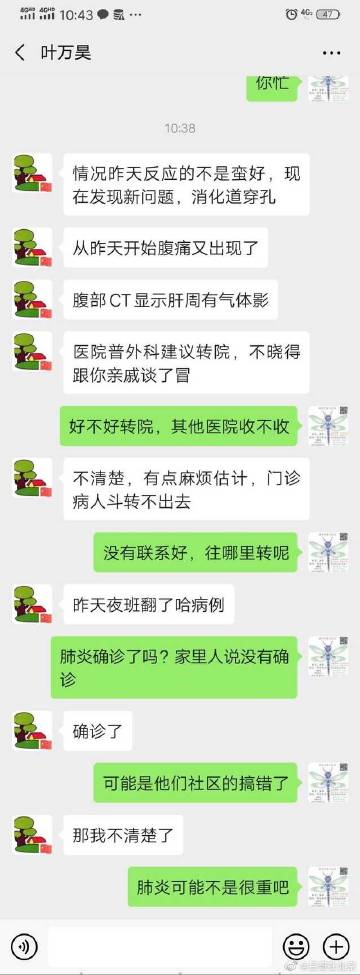 10:43
4G
47
叶万昊
你忙
10:38
情况昨天反应的不是蛮好，现
在发现新问题，消化道穿孔
从昨天开始腹痛又出现了
腹部CT显示肝周有气体影
医院普外科建议转院，不晓得
跟你亲戚谈了冒
好不好转院，其他医院收不收
不清楚，有点麻烦估计，门诊
病人斗转不出去
没有联系好，往哪里转呢
昨天夜班翻了哈病例
肺炎确诊了吗？家里人说没有确
诊
确诊了
可能是他们社区的搞错了
那我不清楚了
肺炎可能不是很重吧